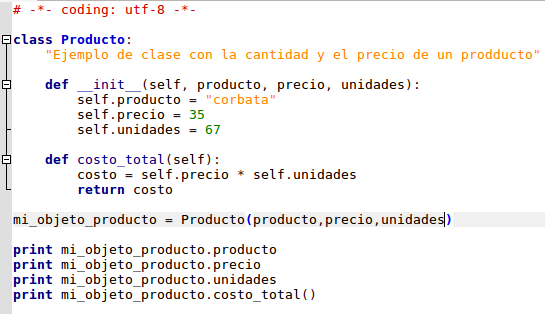 # -*- coding: utf-8 -*-
class Producto:
"Ejemplo de clase con la cantidad y el precio de un prodducto"
def __init__(self, producto, precio, unidades):
self.producto = "corbata"
self.precio = 35
self.unidades = 67
def costo_total(self):
costo = self.precio * self.unidades
return costo
mi_objeto_producto = Producto(producto,precio,unidades)
print mi_objeto_producto.producto
print mi_objeto_producto.precio
print mi_objeto_producto.unidades
print mi_objeto_producto.costo_total()